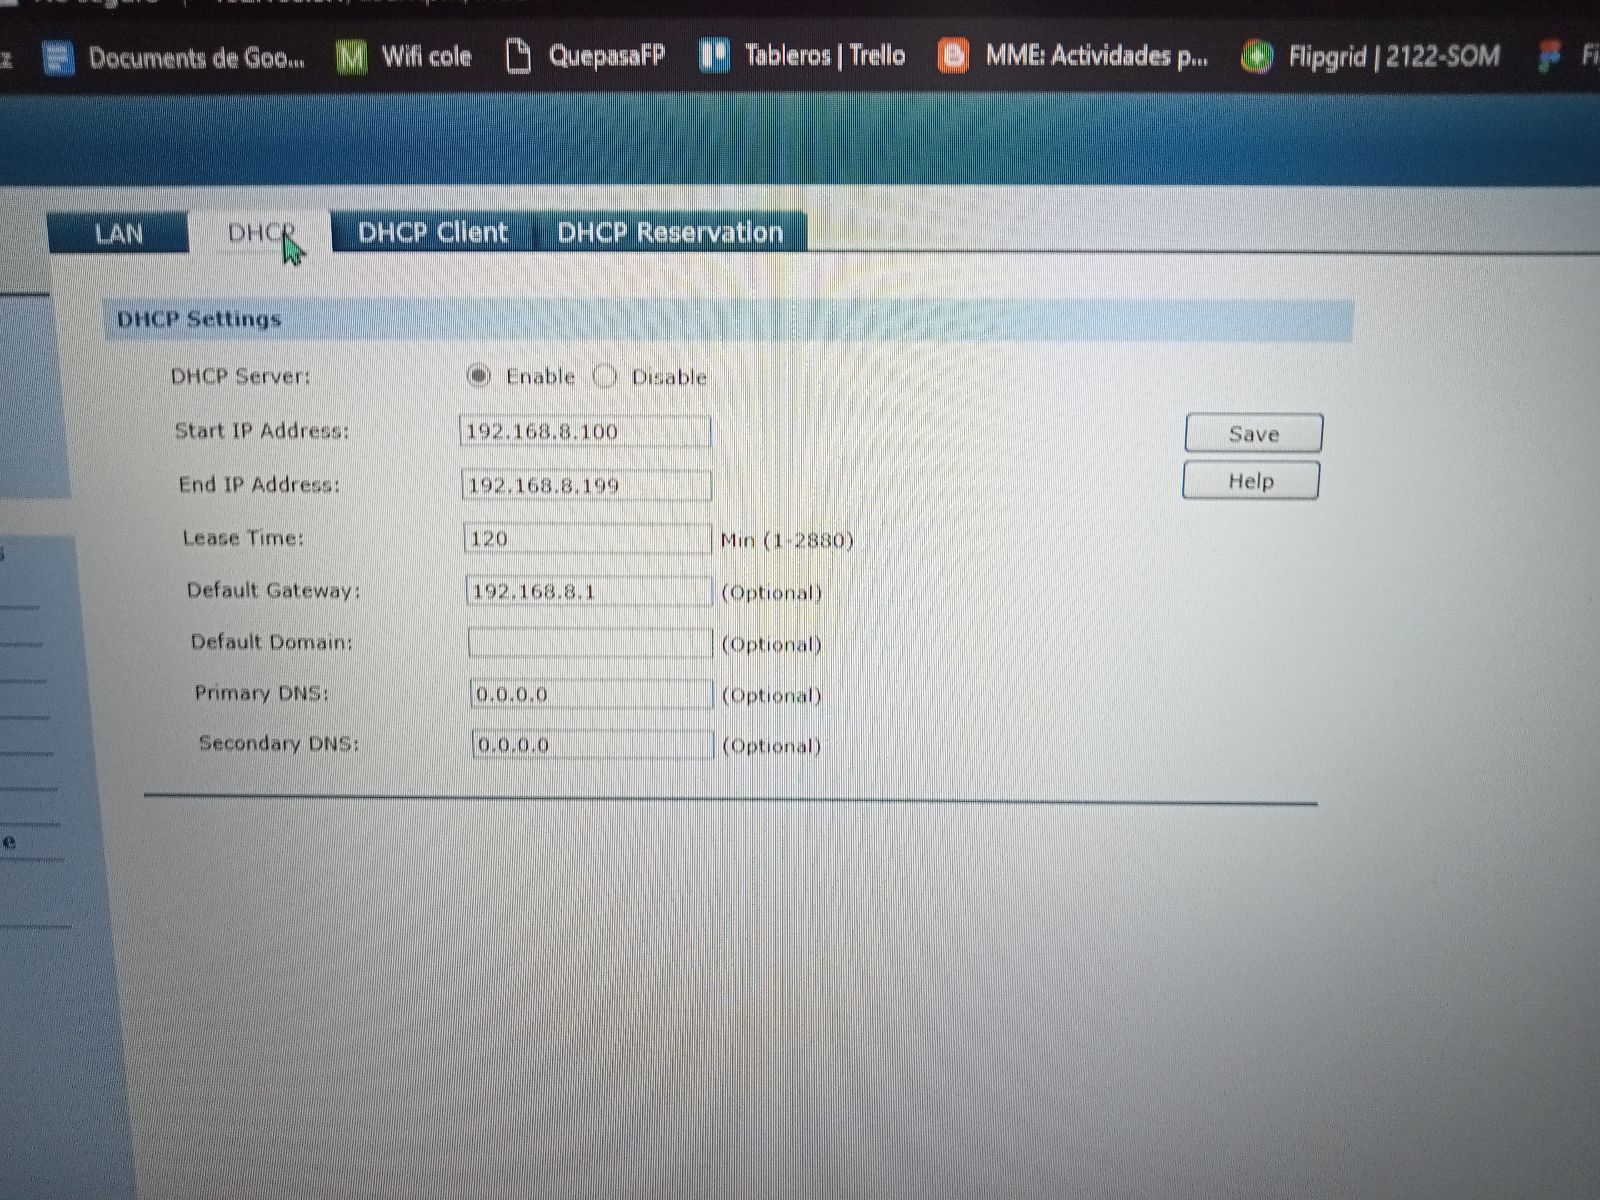 Documents de Goo... Wifi cole QuepasaFP Tableros | Trello MME: Actividades p... Flipgrid | 2122-SOM
LAN DHCP DHCP Client DHCP Reservation
DHCP Settings
DHCP Server: Enable Disable
Start IP Address: 192.168.8.100 Save
End IP Address: 192.168.8.199 Help
Lease Time: 120 Min (1-2880)
Default Gateway: 192.168.8.1 (Optional)
Default Domain: (Optional)
Primary DNS: 0.0.0.0 (Optional)
Secondary DNS: 0.0.0.0 (Optional)